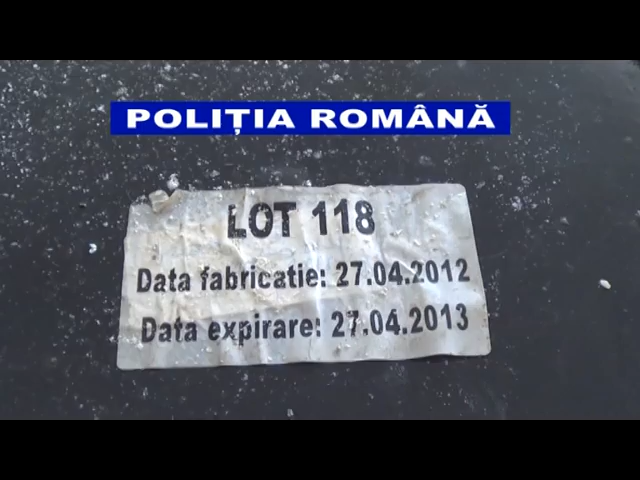 POLIȚIA ROMÂNĂ
LOT 118
Data fabricatie: 27.04.2012
Data expirare: 27.04.2013